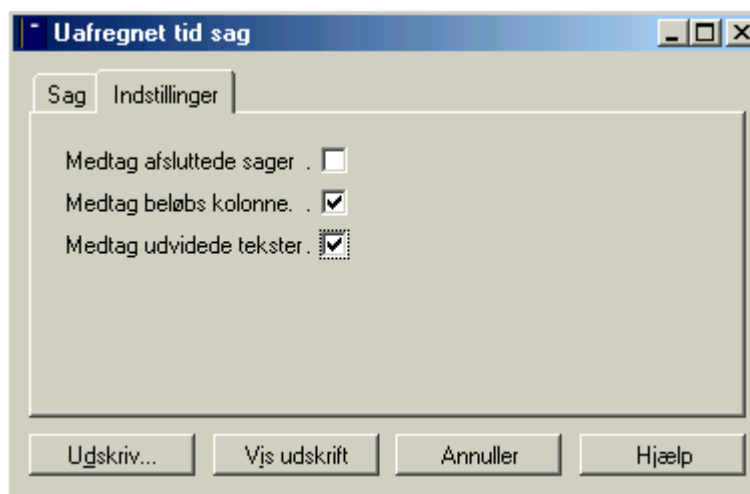 Uafregnet tid sag
Sag Indstillinger
Medtag afsluttede sager .
Medtag beløbs kolonne. .
Medtag udvidede tekster .
Udskriv... Vis udskrift Annuller Hjælp